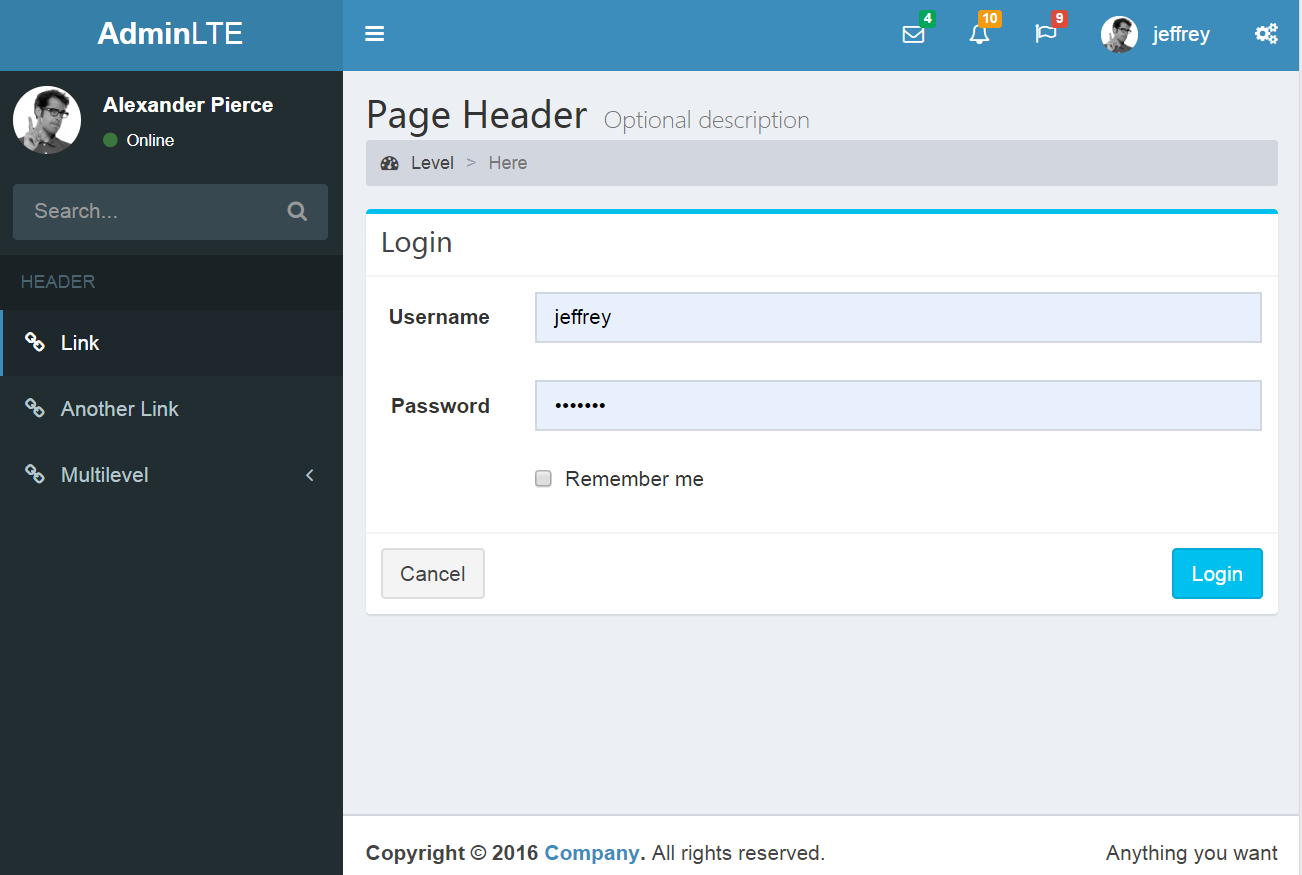 AdminLTE
4
10
9
jeffrey
Alexander Pierce
Online
Search...
HEADER
Link
Another Link
Multilevel
Page Header Optional description
Level > Here
Login
Username jeffrey
Password •••••••
Remember me
Cancel Login
Copyright © 2016 Company. All rights reserved. Anything you want